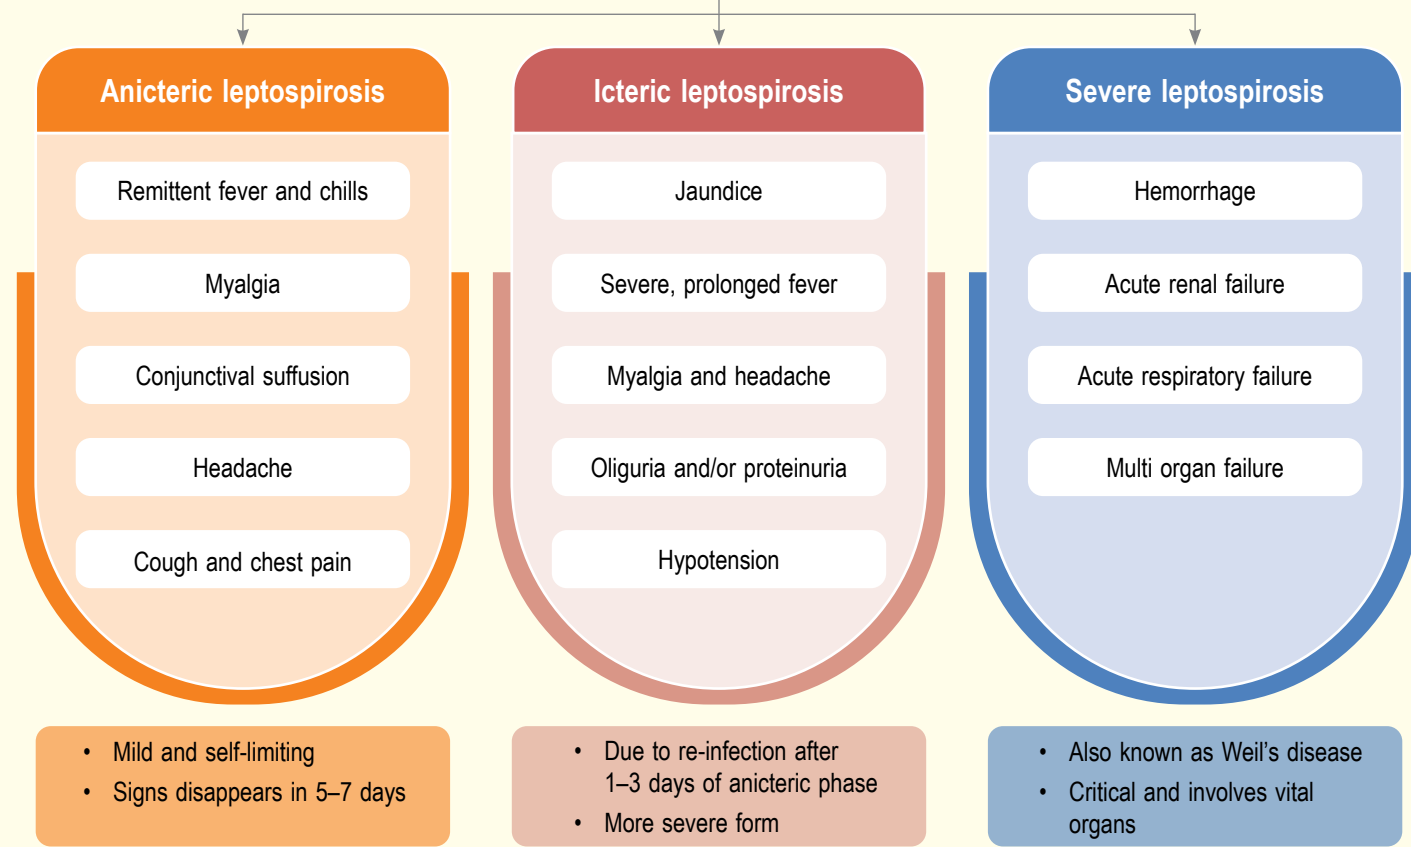 Anicteric leptospirosis
Remittent fever and chills
Myalgia
Conjunctival suffusion
Headache
Cough and chest pain
• Mild and self-limiting
• Signs disappears in 5–7 days
Icteric leptospirosis
Jaundice
Severe, prolonged fever
Myalgia and headache
Oliguria and/or proteinuria
Hypotension
• Due to re-infection after
1–3 days of anicteric phase
• More severe form
Severe leptospirosis
Hemorrhage
Acute renal failure
Acute respiratory failure
Multi organ failure
• Also known as Weil’s disease
• Critical and involves vital
organs